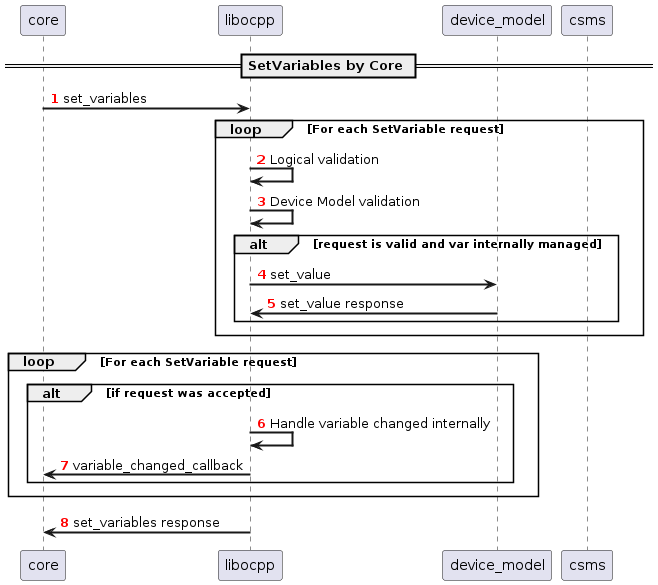 core libocpp device_model csms
SetVariables by Core
1 set_variables
loop [For each SetVariable request]
2 Logical validation
3 Device Model validation
alt [request is valid and var internally managed]
4 set_value
5 set_value response
loop [For each SetVariable request]
alt [if request was accepted]
6 Handle variable changed internally
7 variable_changed_callback
8 set_variables response
core libocpp device_model csms